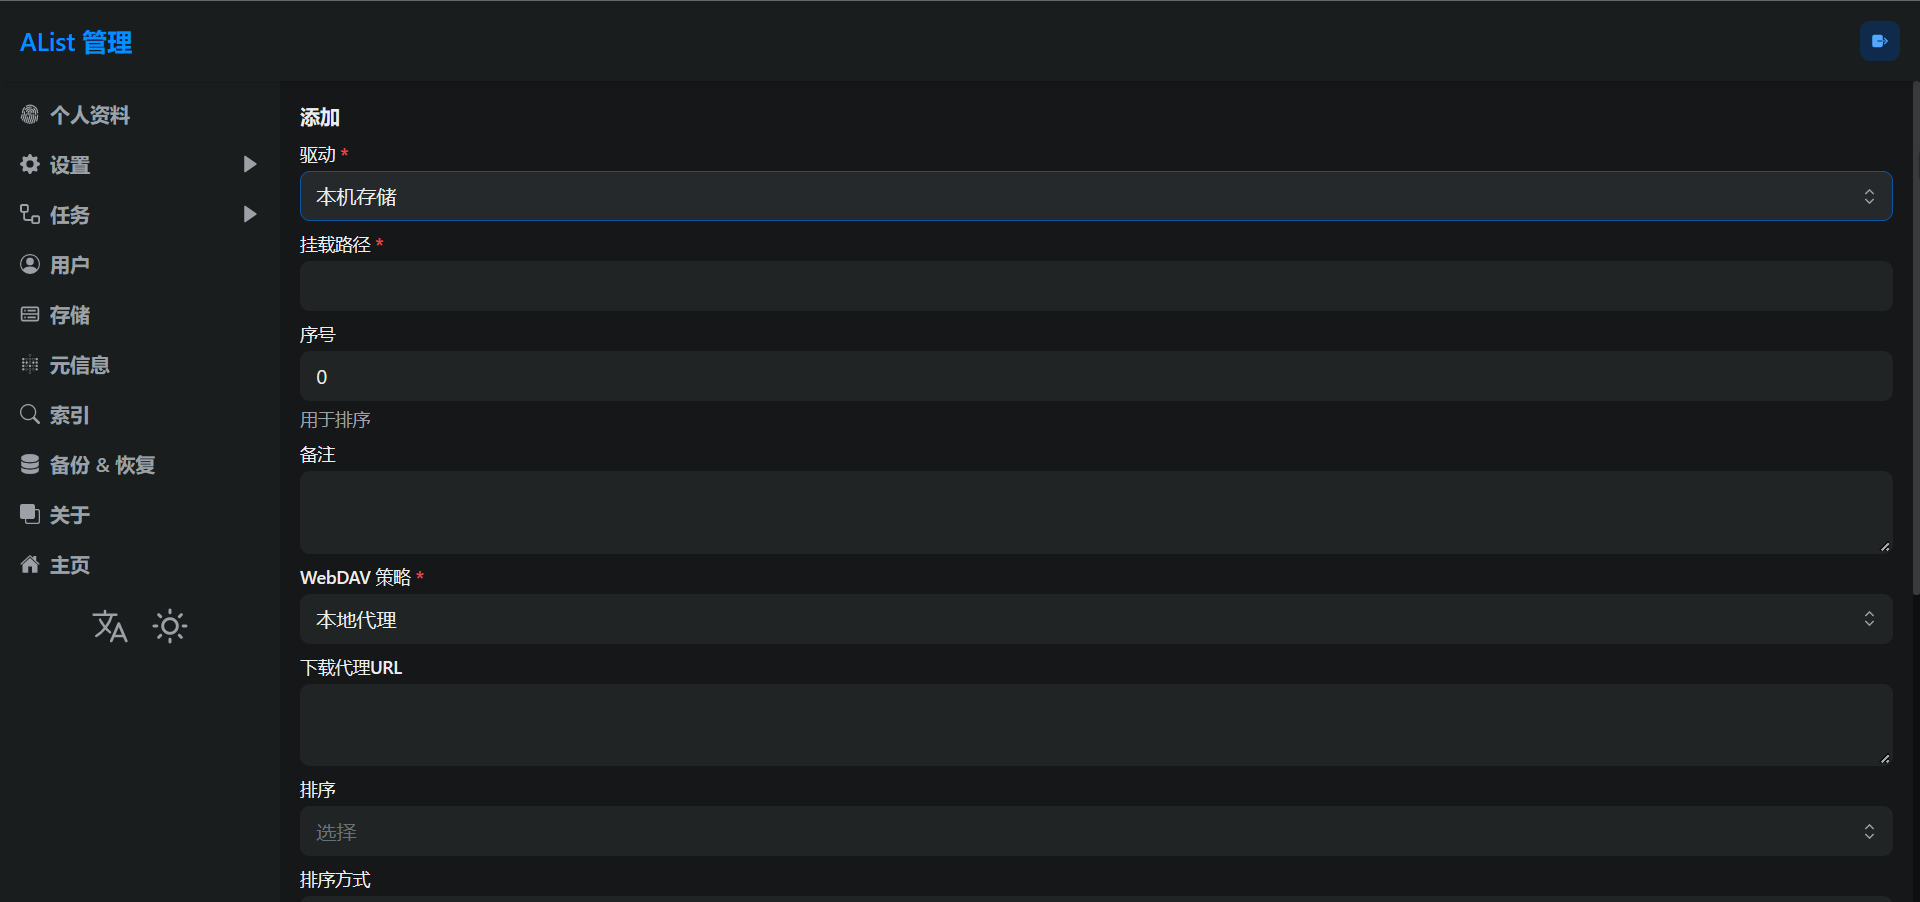 AList 管理
个人资料
设置
任务
用户
存储
元信息
索引
备份 & 恢复
关于
主页
添加
驱动 *
本机存储
挂载路径 *
序号
0
用于排序
备注
WebDAV 策略 *
本地代理
下载代理URL
排序
选择
排序方式